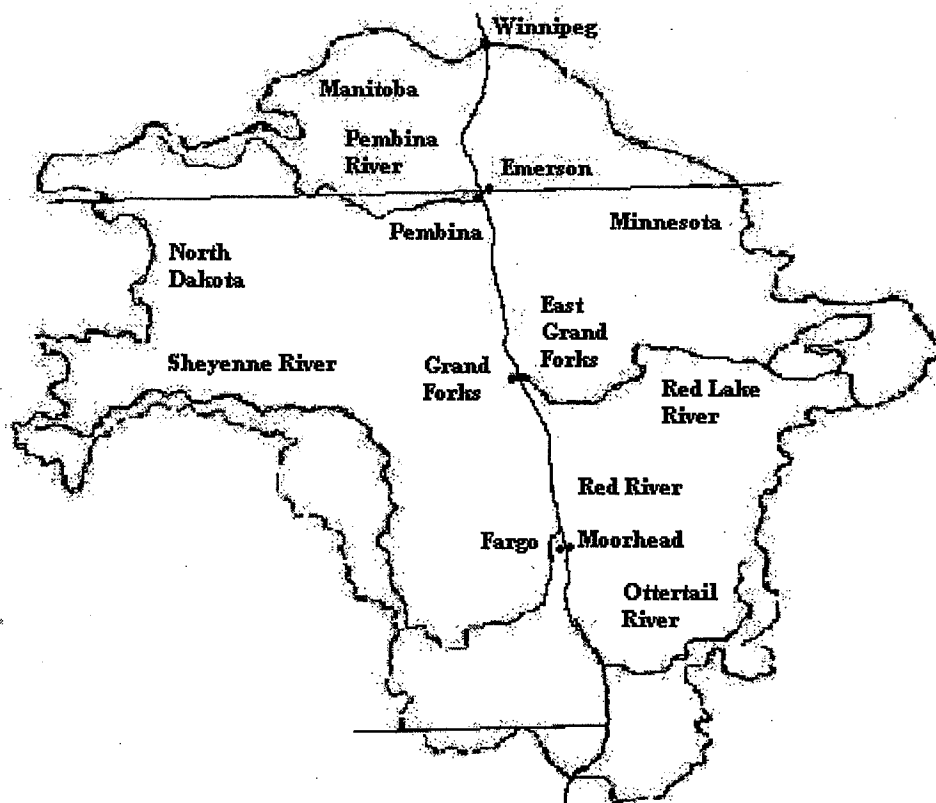 Winnipeg
Manitoba
Pembina
River
Emerson
Pembina
Minnesota
North
Dakota
East
Grand
Forks
Sheyenne River
Grand
Forks
Red Lake
River
Red River
Fargo
Moorhead
Ottertail
River